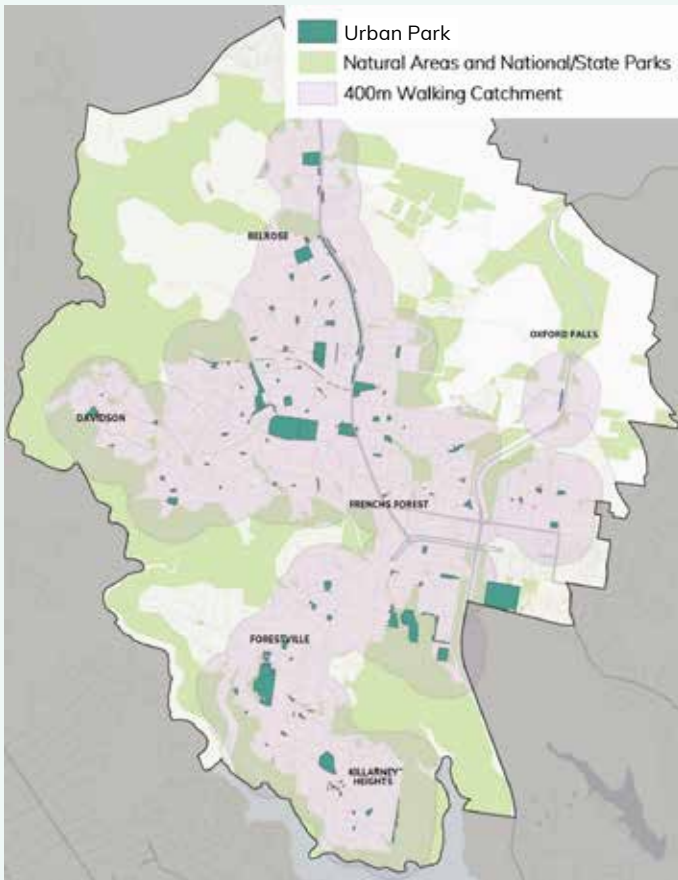 Urban Park
Natural Areas and National/State Parks
400m Walking Catchment
BELROSE
OXFORD FALLS
DAVIDSON
FRENCHS FOREST
FORESTVILLE
KILLARNEY
HEIGHTS